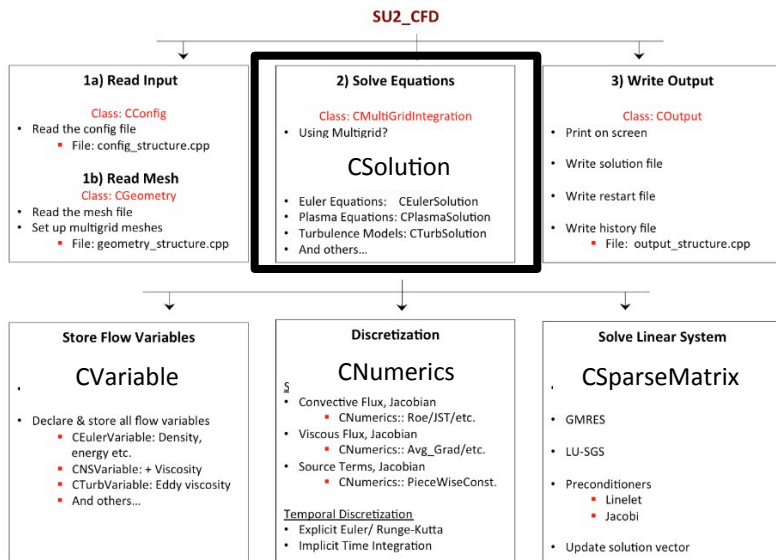 SU2_CFD
1a) Read Input
Class: CConfig
• Read the config file
▪ File: config_structure.cpp
1b) Read Mesh
Class: CGeometry
• Read the mesh file
• Set up multigrid meshes
▪ File: geometry_structure.cpp
2) Solve Equations
Class: CMultiGridIntegration
• Using Multigrid?
CSolution
• Euler Equations: CEulerSolution
• Plasma Equations: CPlasmaSolution
• Turbulence Models: CTurbSolution
• And others...
3) Write Output
Class: COutput
• Print on screen
• Write solution file
• Write restart file
• Write history file
▪ File: output_structure.cpp
Store Flow Variables
CVariable
• Declare & store all flow variables
▪ CEulerVariable: Density,
energy etc.
▪ CNSVariable: + Viscosity
▪ CTurbVariable: Eddy viscosity
▪ And others...
Discretization
CNumerics
S
• Convective Flux, Jacobian
▪ CNumerics:: Roe/JST/etc.
• Viscous Flux, Jacobian
▪ CNumerics:: Avg_Grad/etc.
• Source Terms, Jacobian
▪ CNumerics:: PieceWiseConst.
Temporal Discretization
• Explicit Euler/ Runge-Kutta
• Implicit Time Integration
Solve Linear System
CSparseMatrix
• GMRES
• LU-SGS
• Preconditioners
▪ Linelet
▪ Jacobi
• Update solution vector